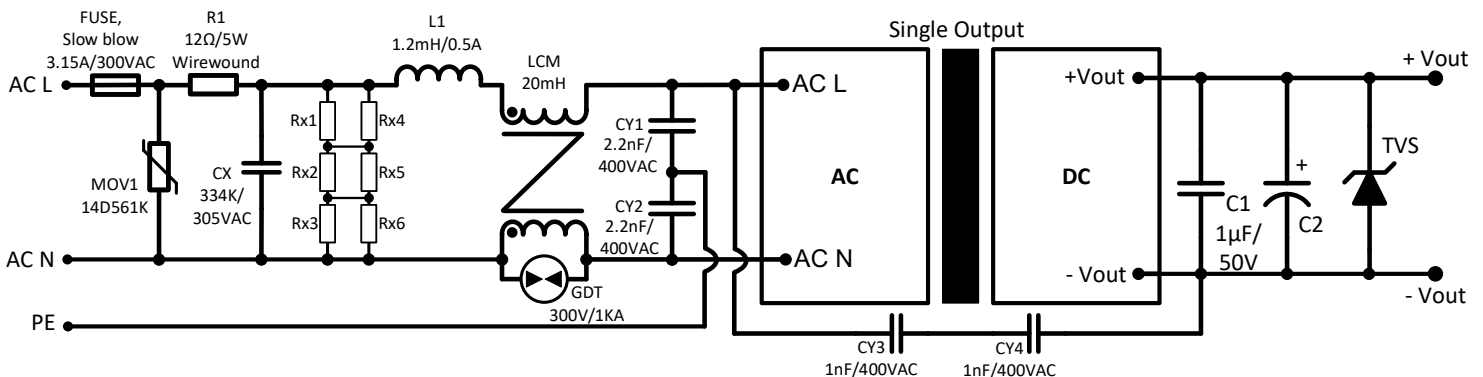 Single Output
FUSE,
Slow blow
3.15A/300VAC
R1
12Ω/5W
Wirewound
L1
1.2mH/0.5A
LCM
20mH
AC L
AC L
+Vout
+ Vout
Rx1
Rx4
CY1
2.2nF/
400VAC
MOV1
14D561K
CX
334K/
305VAC
Rx2
Rx5
Rx3
Rx6
CY2
2.2nF/
400VAC
AC
DC
C1
1µF/
50V
+
C2
TVS
AC N
AC N
- Vout
- Vout
GDT
300V/1KA
PE
CY3
1nF/400VAC
CY4
1nF/400VAC